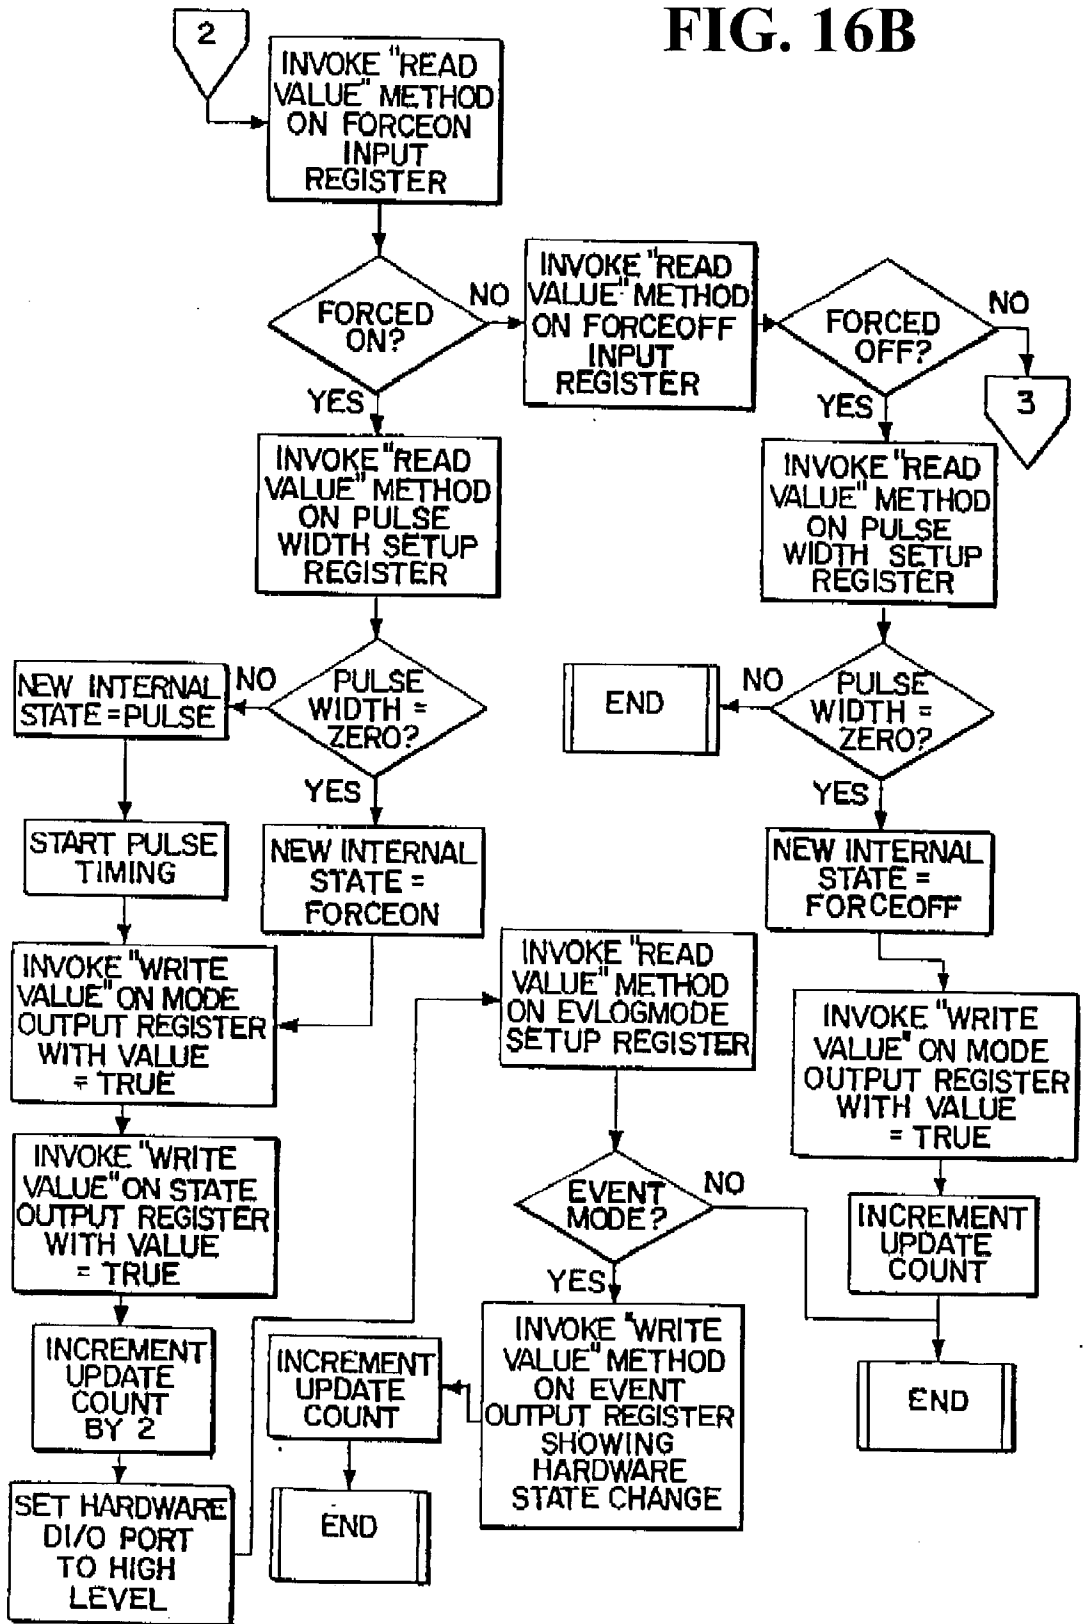 FIG. 16B
2
INVOKE "READ
VALUE" METHOD
ON FORCEON
INPUT
REGISTER
FORCED
ON?
NO
INVOKE "READ
VALUE" METHOD
ON FORCEOFF
INPUT
REGISTER
FORCED
OFF?
NO
3
YES
YES
INVOKE "READ
VALUE" METHOD
ON PULSE
WIDTH SETUP
REGISTER
INVOKE "READ
VALUE" METHOD
ON PULSE
WIDTH SETUP
REGISTER
NEW INTERNAL
STATE = PULSE
NO
PULSE
WIDTH =
ZERO?
END
NO
PULSE
WIDTH =
ZERO?
YES
YES
START PULSE
TIMING
NEW INTERNAL
STATE =
FORCEON
NEW INTERNAL
STATE =
FORCEOFF
INVOKE "WRITE
VALUE" ON MODE
OUTPUT REGISTER
WITH VALUE
= TRUE
INVOKE "READ
VALUE" METHOD
ON EVLOGMODE
SETUP REGISTER
INVOKE "WRITE
VALUE" ON MODE
OUTPUT REGISTER
WITH VALUE
= TRUE
INVOKE "WRITE
VALUE" ON STATE
OUTPUT REGISTER
WITH VALUE
= TRUE
EVENT
MODE?
NO
YES
INCREMENT
UPDATE
COUNT
INCREMENT
UPDATE
COUNT
BY 2
INCREMENT
UPDATE
COUNT
INVOKE "WRITE
VALUE" METHOD
ON EVENT
OUTPUT REGISTER
SHOWING
HARDWARE
STATE CHANGE
END
SET HARDWARE
DI/O PORT
TO HIGH
LEVEL
END